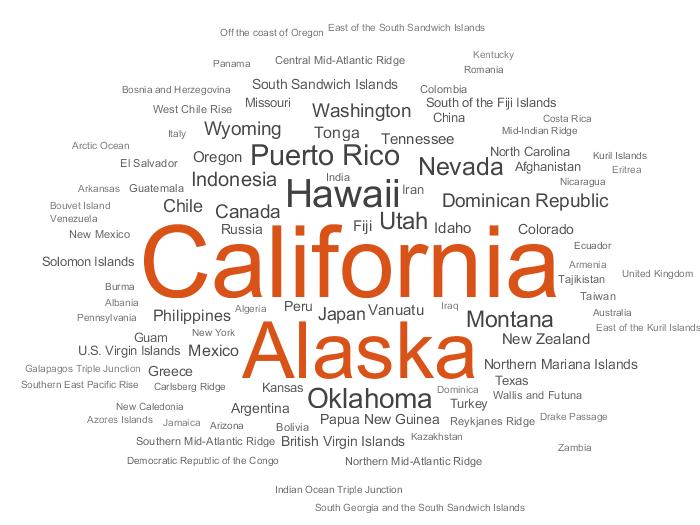 Off the coast of Oregon
East of the South Sandwich Islands
Panama
Central Mid-Atlantic Ridge
Kentucky
Romania
Bosnia and Herzegovina
South Sandwich Islands
Colombia
West Chile Rise
Missouri
Washington
South of the Fiji Islands
China
Costa Rica
Italy
Wyoming
Tonga
Tennessee
Mid-Indian Ridge
Arctic Ocean
El Salvador
Oregon
Puerto Rico
Nevada
North Carolina
Afghanistan
Kuril Islands
Eritrea
Arkansas
Guatemala
Indonesia
India
Hawaii
Iran
Nicaragua
Bouvet Island
Venezuela
Chile
Canada
Dominican Republic
New Mexico
Russia
Fiji
Utah
Idaho
Colorado
Solomon Islands
California
Ecuador
Armenia
Tajikistan
United Kingdom
Burma
Taiwan
Albania
Pennsylvania
Philippines
Algeria
Peru
Japan
Vanuatu
Iraq
Montana
Australia
East of the Kuril Islands
Guam
New York
Alaska
New Zealand
U.S. Virgin Islands
Mexico
Galapagos Triple Junction
Greece
Northern Mariana Islands
Southern East Pacific Rise
Carlsberg Ridge
Kansas
Oklahoma
Dominica
Texas
Wallis and Futuna
New Caledonia
Argentina
Turkey
Azores Islands
Jamaica
Arizona
Bolivia
Papua New Guinea
Reykjanes Ridge
Drake Passage
Southern Mid-Atlantic Ridge
British Virgin Islands
Kazakhstan
Zambia
Democratic Republic of the Congo
Northern Mid-Atlantic Ridge
Indian Ocean Triple Junction
South Georgia and the South Sandwich Islands